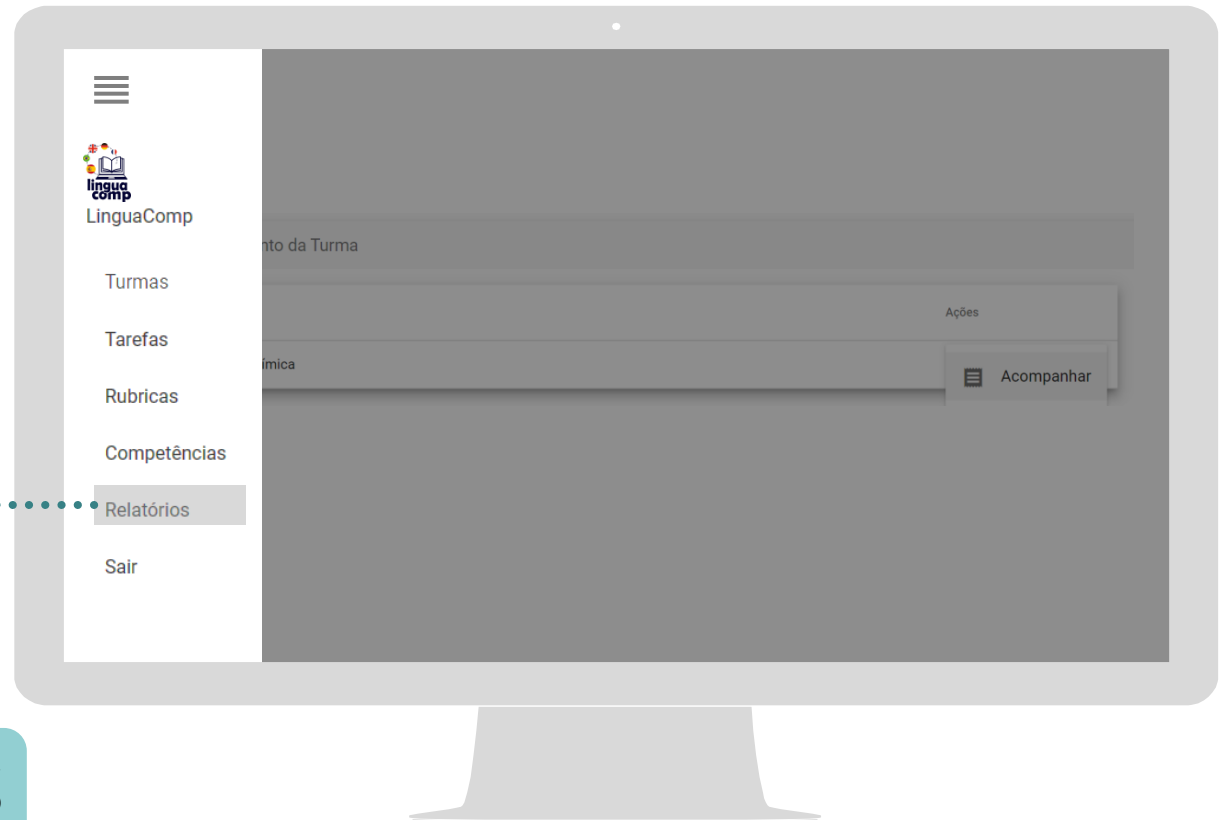 lingua
comp
LinguaComp
nto da Turma
Turmas
Ações
Tarefas
ímica
Acompanhar
Rubricas
Competências
Relatórios
Sair